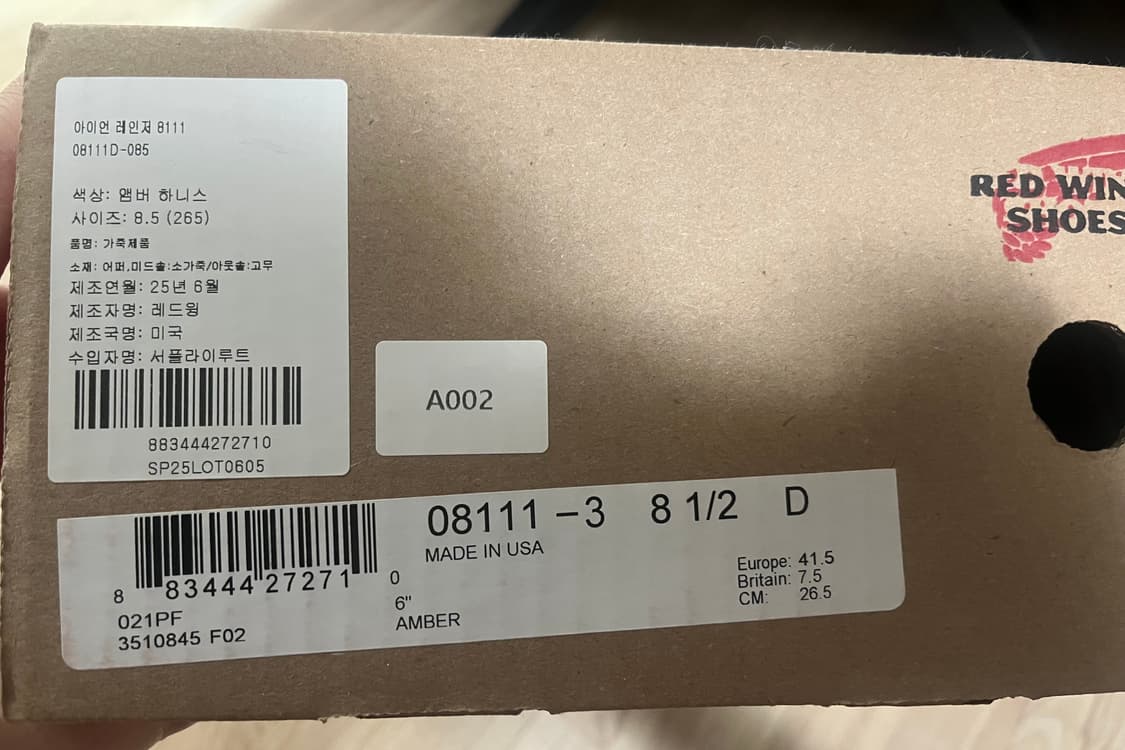 아이언 레인저 8111
08111D-085
색상: 앰버 하니스
사이즈: 8.5 (265)
품명: 가죽제품
소재: 어퍼,미드솔:소가죽/아웃솔:고무
제조연월: 25년 6월
제조자명: 레드윙
제조국명: 미국
수입자명: 서플라이루트
883444272710
SP25LOT0605
A002
RED WIN
SHOES
08111 -3 8 1/2 D
MADE IN USA
8 83444 27271 0
021PF
3510845 F02
6"
AMBER
Europe: 41.5
Britain: 7.5
CM: 26.5